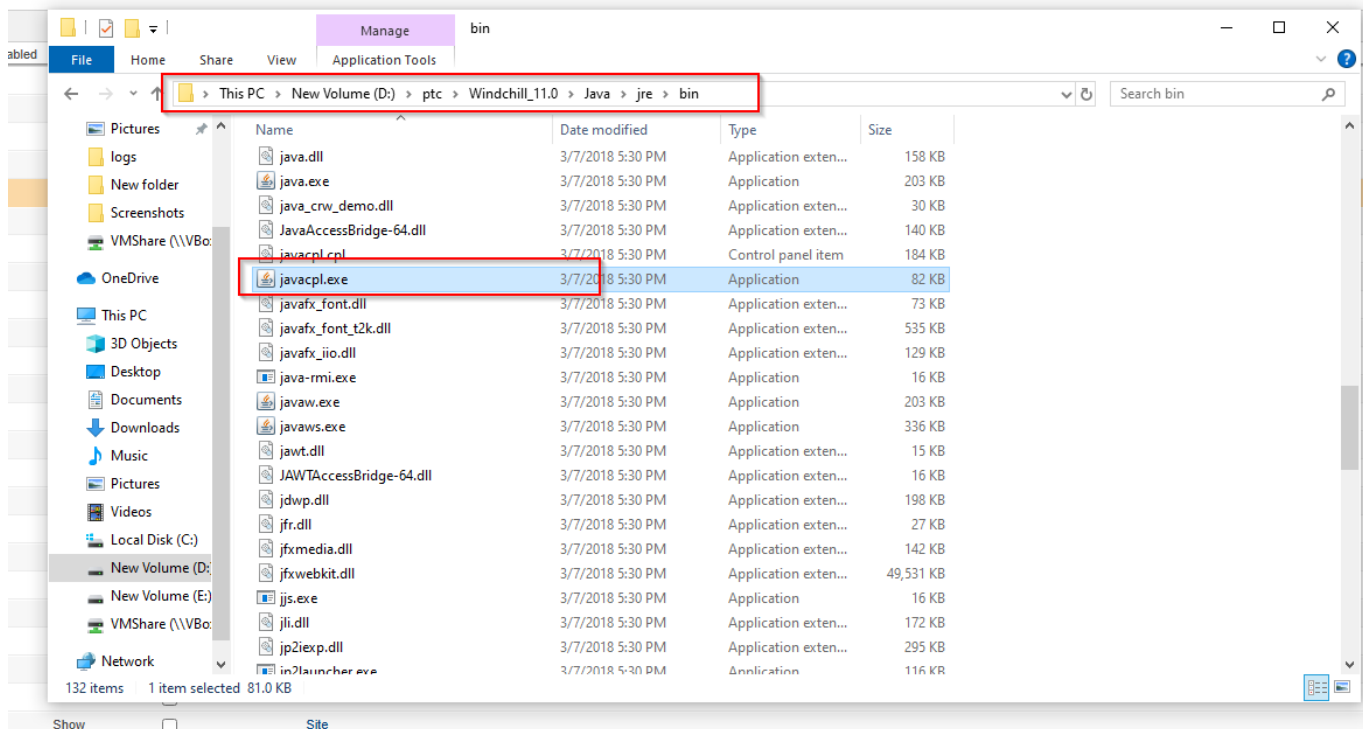 Manage bin
abled File Home Share View Application Tools
This PC > New Volume (D:) > ptc > Windchill_11.0 > Java > jre > bin Search bin
Name Date modified Type Size
Pictures
logs
New folder
Screenshots
VMShare (\\VBo
OneDrive
This PC
3D Objects
Desktop
Documents
Downloads
Music
Pictures
Videos
Local Disk (C:)
New Volume (D:
New Volume (E:)
VMShare (\\VBo
Network
java.dll 3/7/2018 5:30 PM Application exten... 158 KB
java.exe 3/7/2018 5:30 PM Application 203 KB
java_crw_demo.dll 3/7/2018 5:30 PM Application exten... 30 KB
JavaAccessBridge-64.dll 3/7/2018 5:30 PM Application exten... 140 KB
javacpl.cpl 3/7/2018 5:30 PM Control panel item 184 KB
javacpl.exe 3/7/2018 5:30 PM Application 82 KB
javafx_font.dll 3/7/2018 5:30 PM Application exten... 73 KB
javafx_font_t2k.dll 3/7/2018 5:30 PM Application exten... 535 KB
javafx_iio.dll 3/7/2018 5:30 PM Application exten... 129 KB
java-rmi.exe 3/7/2018 5:30 PM Application 16 KB
javaw.exe 3/7/2018 5:30 PM Application 203 KB
javaws.exe 3/7/2018 5:30 PM Application 336 KB
jawt.dll 3/7/2018 5:30 PM Application exten... 15 KB
JAWTAccessBridge-64.dll 3/7/2018 5:30 PM Application exten... 16 KB
jdwp.dll 3/7/2018 5:30 PM Application exten... 198 KB
jfr.dll 3/7/2018 5:30 PM Application exten... 27 KB
jfxmedia.dll 3/7/2018 5:30 PM Application exten... 142 KB
jfxwebkit.dll 3/7/2018 5:30 PM Application exten... 49,531 KB
jjs.exe 3/7/2018 5:30 PM Application 16 KB
jli.dll 3/7/2018 5:30 PM Application exten... 172 KB
jp2iexp.dll 3/7/2018 5:30 PM Application exten... 295 KB
jp2launcher.exe 3/7/2018 5:30 PM Application 116 KB
132 items 1 item selected 81.0 KB
Show Site